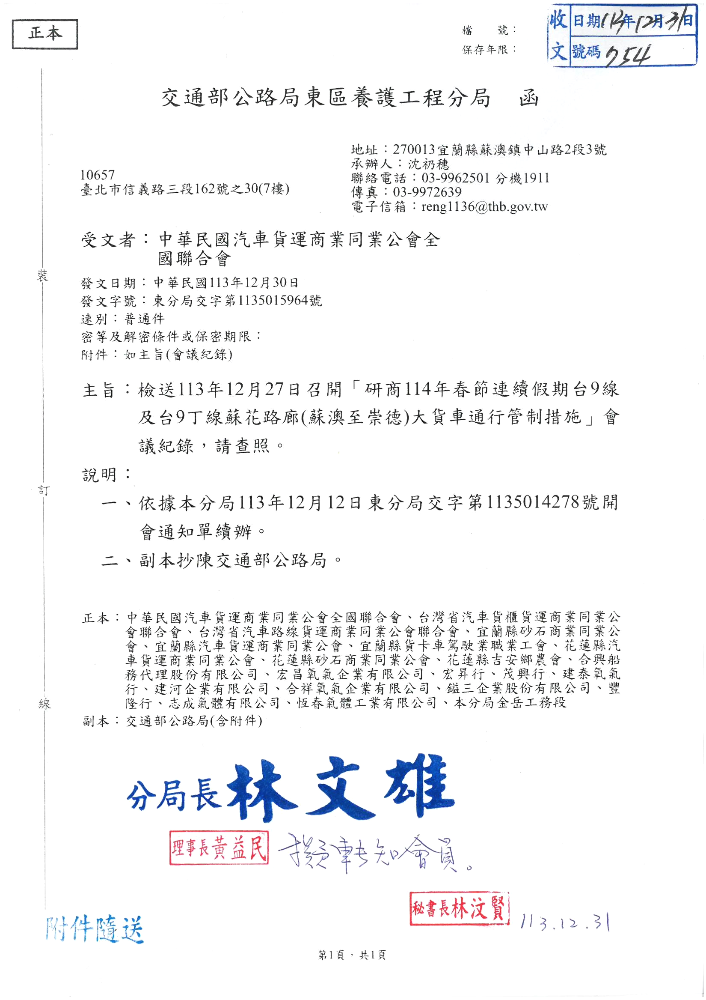 正本
檔　　號：
保存年限：
收文
日期113年12月31日
號碼 754
交通部公路局東區養護工程分局　函
地址：270013宜蘭縣蘇澳鎮中山路2段3號
承辦人：沈礽穗
聯絡電話：03-9962501 分機1911
傳真：03-9972639
電子信箱：reng1136@thb.gov.tw
10657
臺北市信義路三段162號之30(7樓)
受文者：中華民國汽車貨運商業同業公會全
國聯合會
發文日期：中華民國113年12月30日
發文字號：東分局交字第1135015964號
速別：普通件
密等及解密條件或保密期限：
附件：如主旨(會議紀錄)
主旨：檢送113年12月27日召開「研商114年春節連續假期台9線
及台9丁線蘇花路廊(蘇澳至崇德)大貨車通行管制措施」會
議紀錄，請查照。
說明：
一、依據本分局113年12月12日東分局交字第1135014278號開
會通知單續辦。
二、副本抄陳交通部公路局。
正本：中華民國汽車貨運商業同業公會全國聯合會、台灣省汽車貨櫃貨運商業同業公
會聯合會、台灣省汽車路線貨運商業同業公會聯合會、宜蘭縣砂石商業同業公
會、宜蘭縣汽車貨運商業同業公會、宜蘭縣貨卡車駕駛業職業工會、花蓮縣汽
車貨運商業同業公會、花蓮縣砂石商業同業公會、花蓮縣吉安鄉農會、合興船
務代理股份有限公司、宏昌氧氣企業有限公司、宏昇行、茂興行、建泰氧氣
行、建河企業有限公司、合祥氧氣企業有限公司、鎰三企業股份有限公司、豐
隆行、志成氣體有限公司、恆春氣體工業有限公司、本分局金岳工務段
副本：交通部公路局(含附件)
分局長林文雄
理事長黃益民
擬轉知會員。
秘書長林汶賢
113.12.31
附件隨送
第1頁，共1頁
裝
訂
線